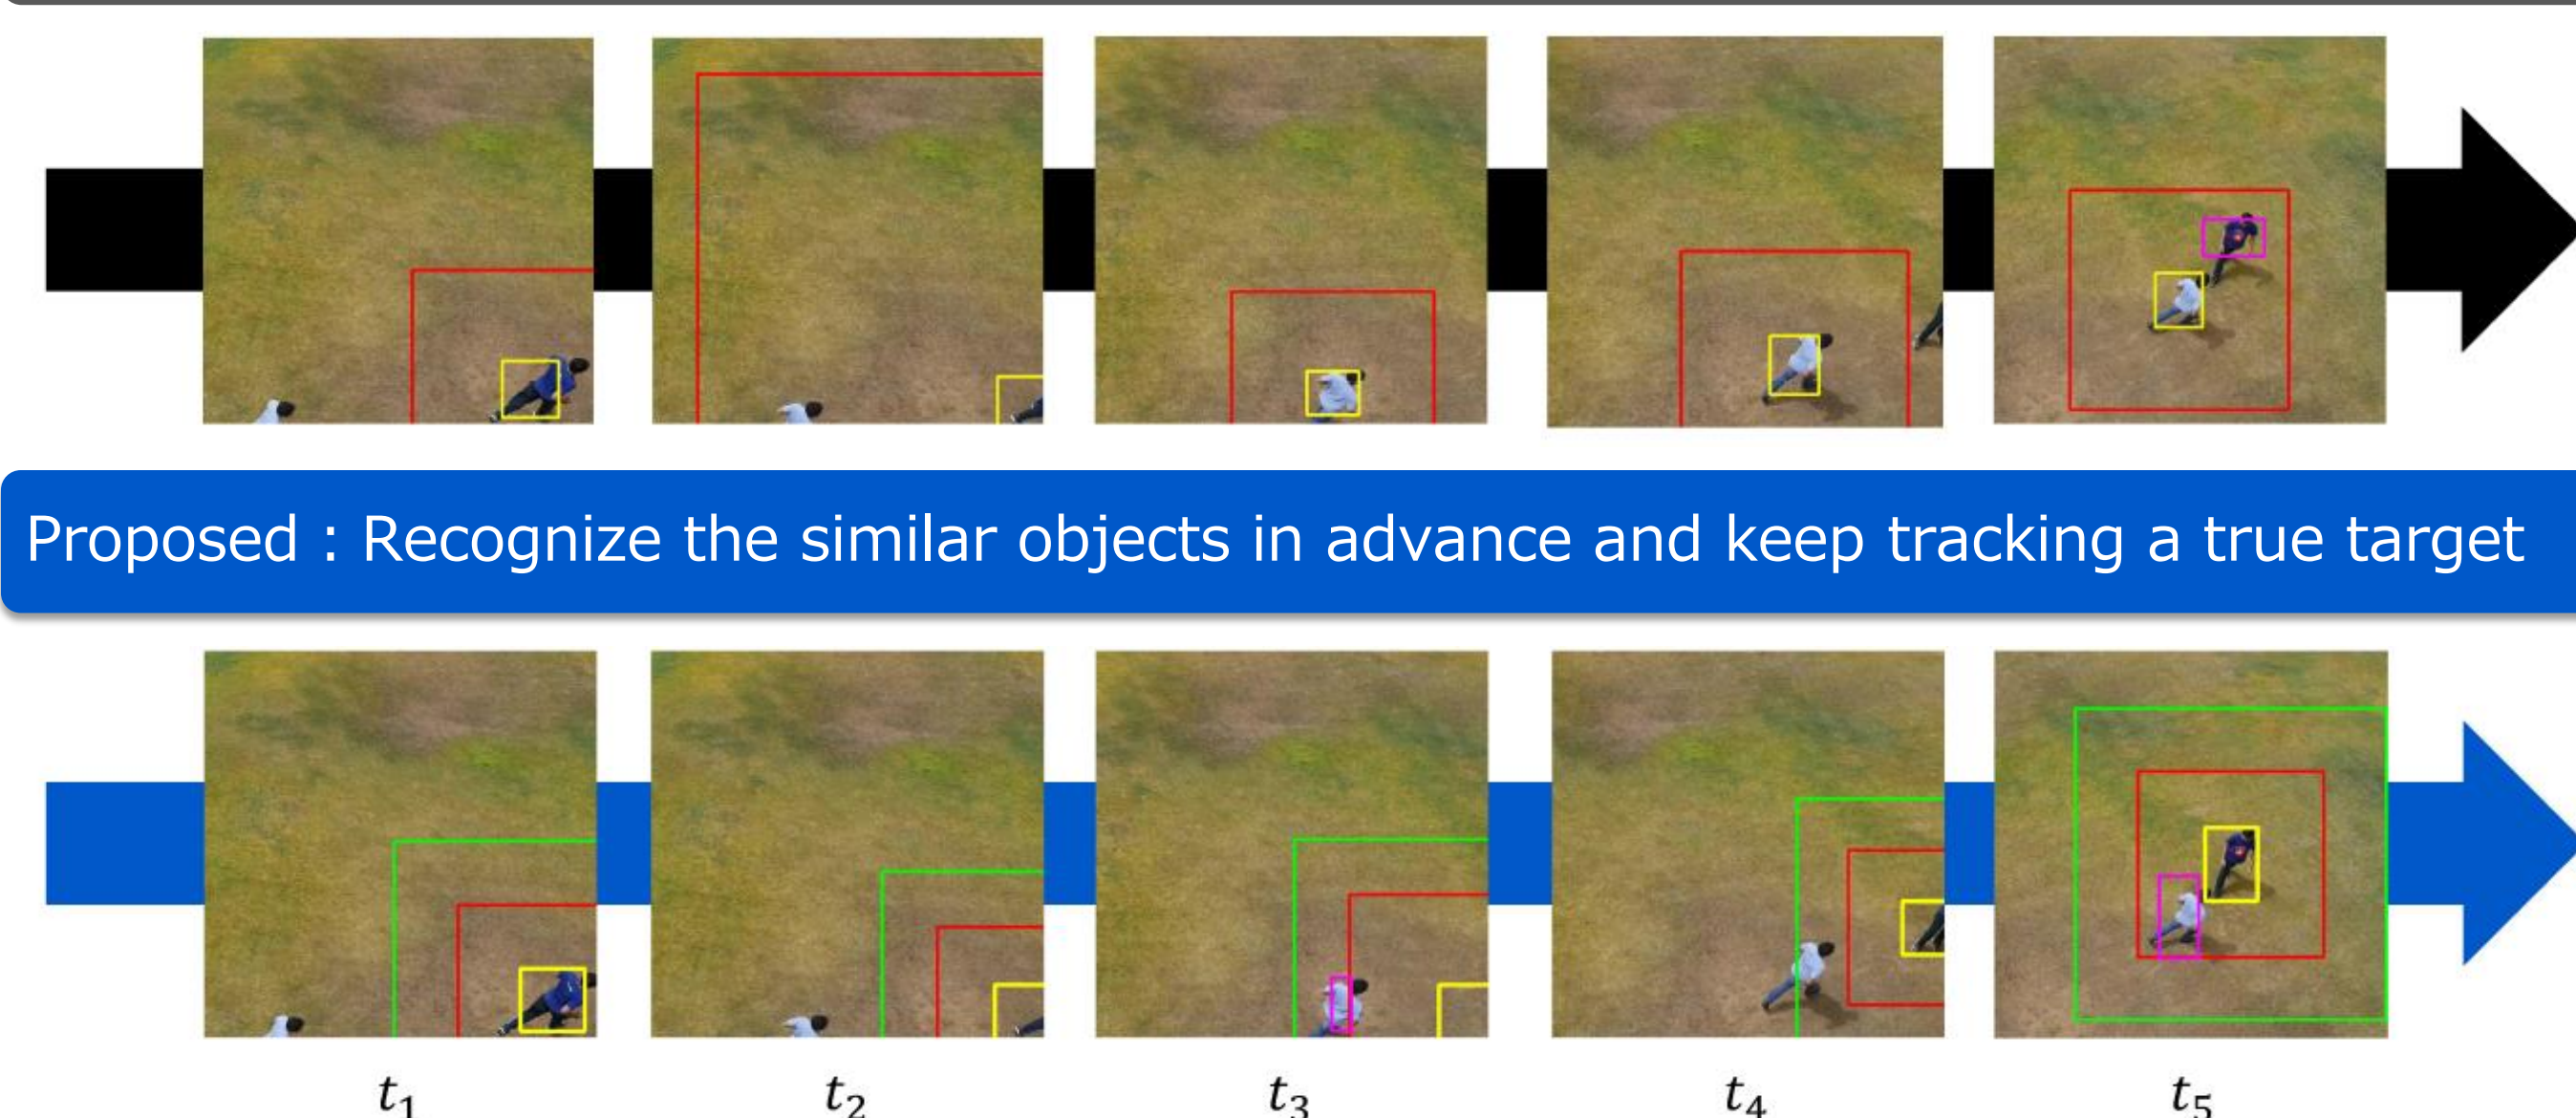 Proposed : Recognize the similar objects in advance and keep tracking a true target
t₁ t₂ t₃ t₄ t₅